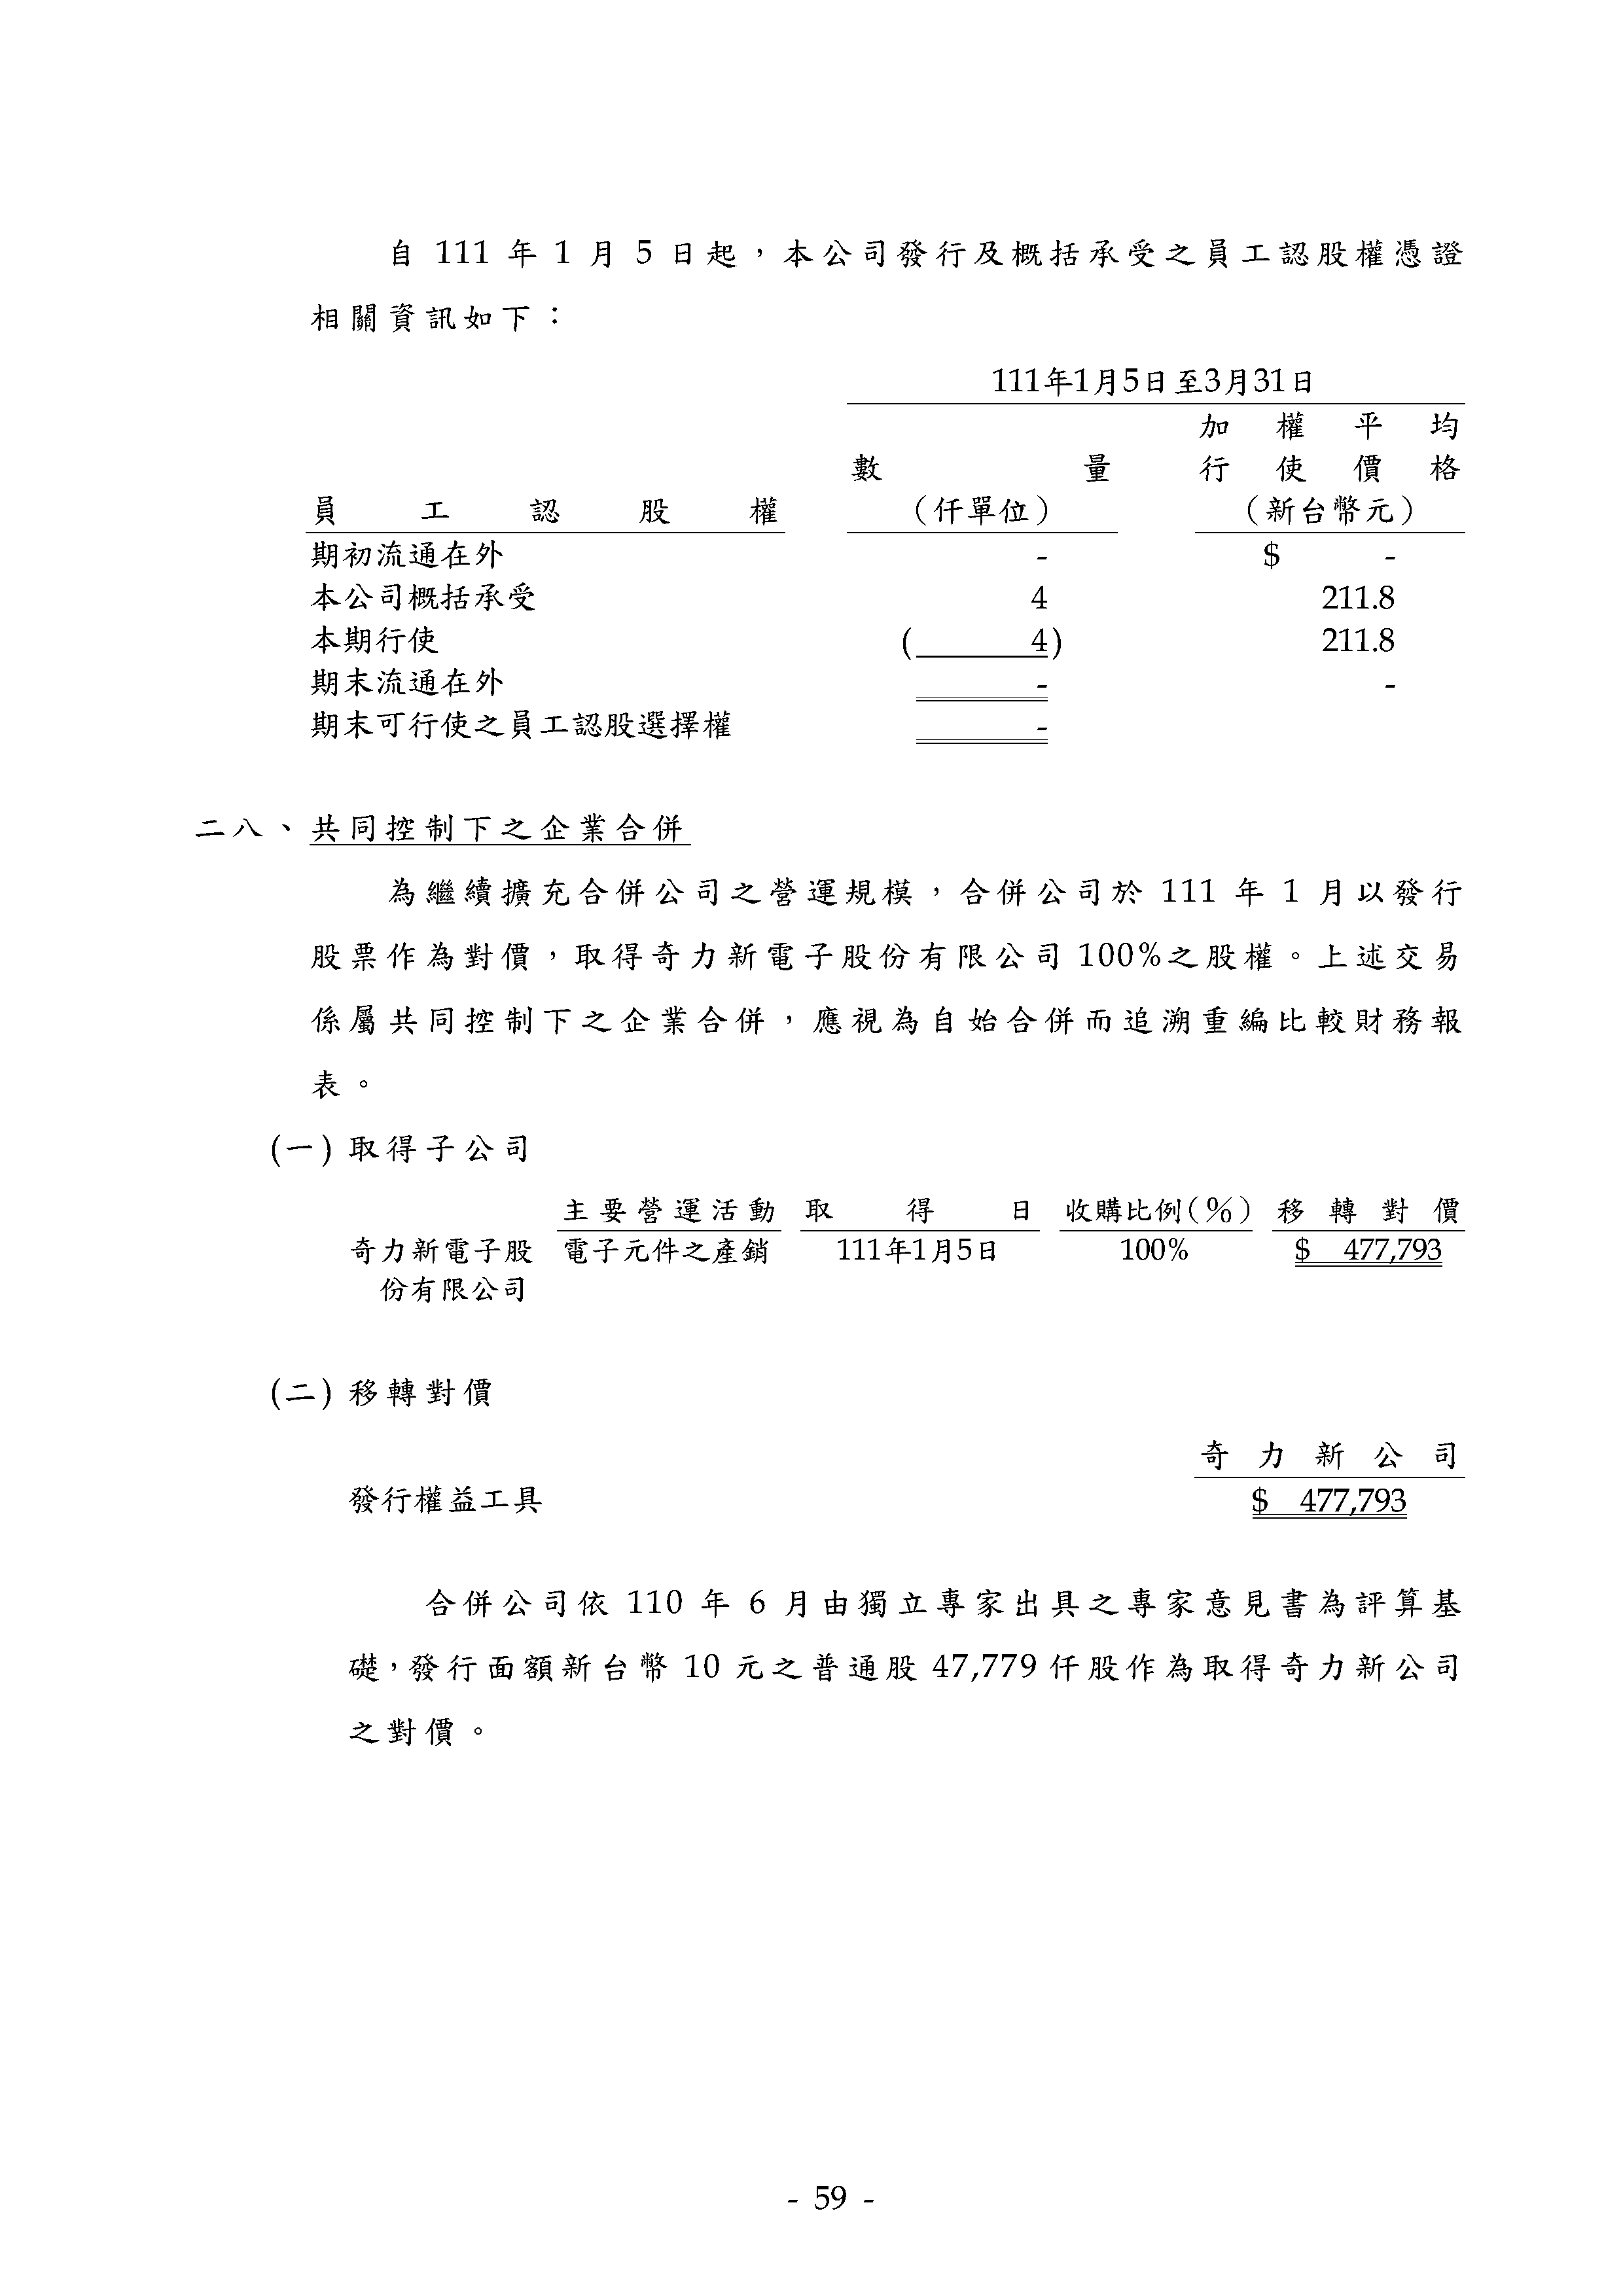 自 111 年 1 月 5 日起，本公司發行及概括承受之員工認股權憑證
相關資訊如下：
111年1月5日至3月31日
加權平均
數量 行使價格
員工認股權 （仟單位） （新台幣元）
期初流通在外 - $ -
本公司概括承受 4 211.8
本期行使 ( 4) 211.8
期末流通在外 - -
期末可行使之員工認股選擇權 -
二八、共同控制下之企業合併
為繼續擴充合併公司之營運規模，合併公司於 111 年 1 月以發行
股票作為對價，取得奇力新電子股份有限公司 100%之股權。上述交易
係屬共同控制下之企業合併，應視為自始合併而追溯重編比較財務報
表。
(一) 取得子公司
主要營運活動 取得日 收購比例(％) 移轉對價
奇力新電子股 電子元件之產銷 111年1月5日 100% $ 477,793
份有限公司
(二) 移轉對價
奇力新公司
發行權益工具 $ 477,793
合併公司依 110 年 6 月由獨立專家出具之專家意見書為評算基
礎，發行面額新台幣 10 元之普通股 47,779 仟股作為取得奇力新公司
之對價。
- 59 -